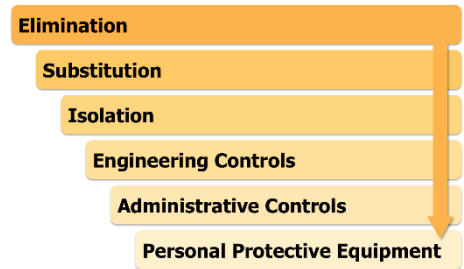 Elimination
Substitution
Isolation
Engineering Controls
Administrative Controls
Personal Protective Equipment